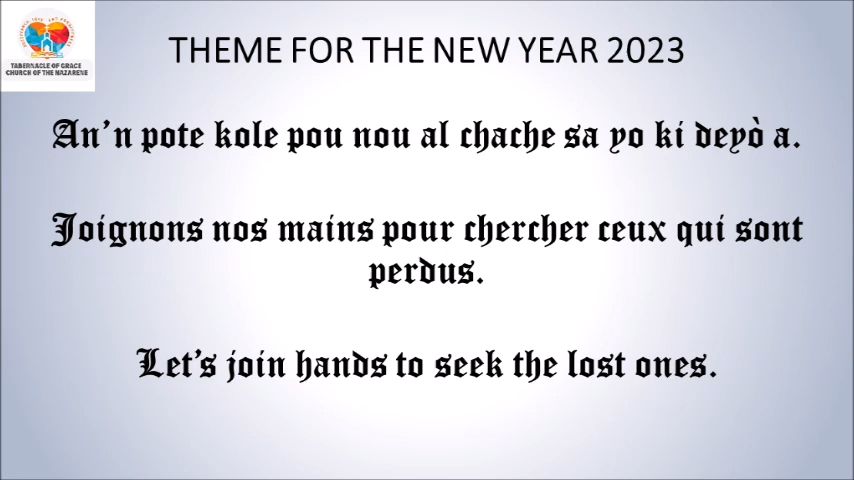 TABERNACLE OF GRACE
CHURCH OF THE NAZARENE
THEME FOR THE NEW YEAR 2023
An'n pote kole pou nou al chache sa yo ki deyò a.
Joignons nos mains pour chercher ceux qui sont
perdus.
Let's join hands to seek the lost ones.